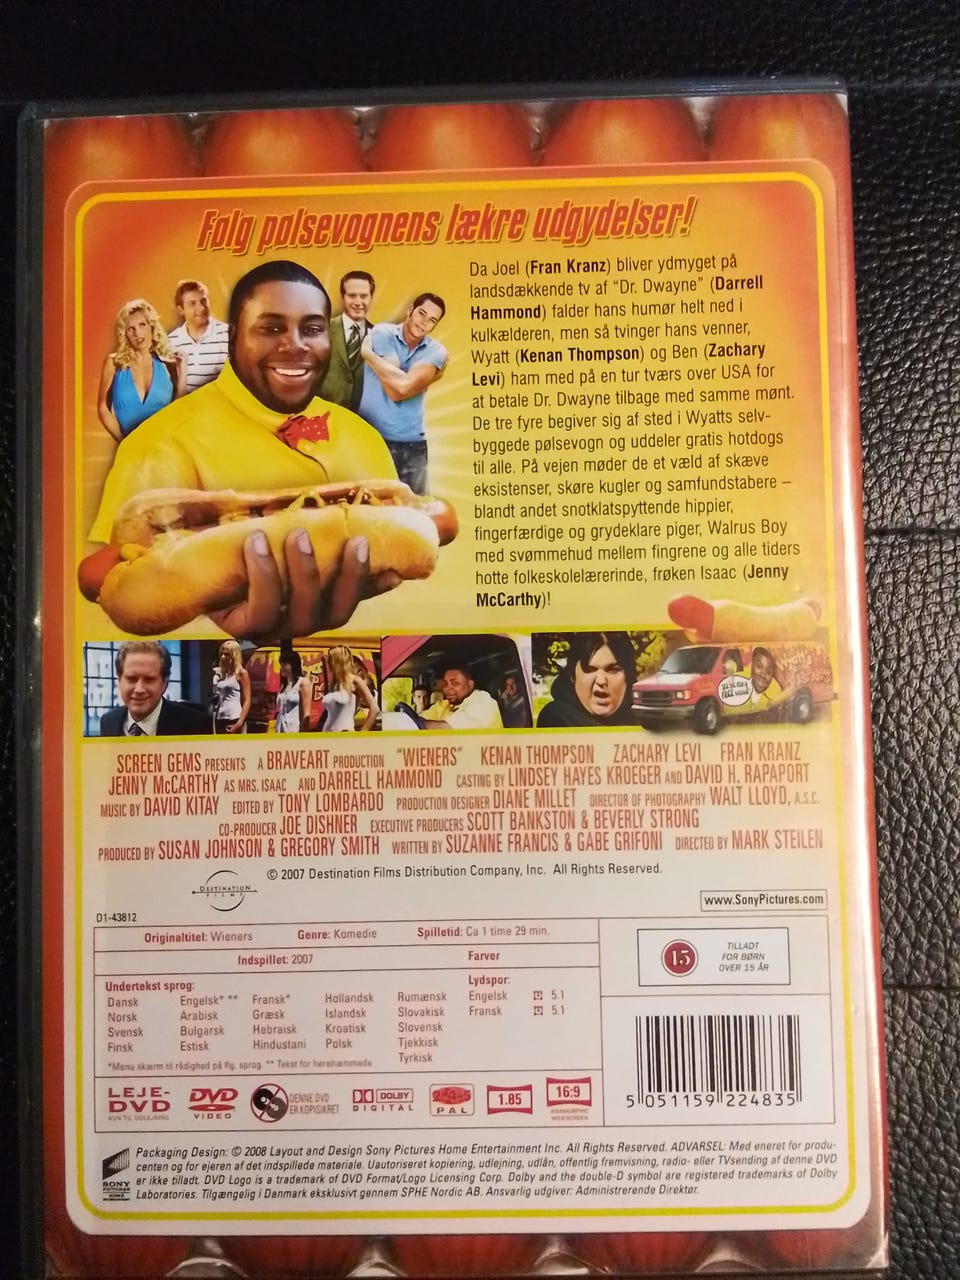 Følg pølsevognens lækre udgydelser!
Da Joel (Fran Kranz) bliver ydmyget på
landsdækkende tv af "Dr. Dwayne" (Darrell
Hammond) falder hans humør helt ned i
kulkælderen, men så tvinger hans venner,
Wyatt (Kenan Thompson) og Ben (Zachary
Levi) ham med på en tur tværs over USA for
at betale Dr. Dwayne tilbage med samme mønt.
De tre fyre begiver sig af sted i Wyatts selv-
byggede pølsevogn og uddeler gratis hotdogs
til alle. På vejen møder de et væld af skæve
eksistenser, skøre kugler og samfundstabere –
blandt andet snotklatspyttende hippier,
fingerfærdige og grydeklare piger, Walrus Boy
med svømmehud mellem fingrene og alle tiders
hotte folkeskolelærerinde, frøken Isaac (Jenny
McCarthy)!
SCREEN GEMS PRESENTS A BRAVEART PRODUCTION "WIENERS" KENAN THOMPSON ZACHARY LEVI FRAN KRANZ
JENNY McCARTHY AS MRS. ISAAC AND DARRELL HAMMOND CASTING BY LINDSEY HAYES KROEGER AND DAVID H. RAPAPORT
MUSIC BY DAVID KITAY EDITED BY TONY LOMBARDO PRODUCTION DESIGNER DIANE MILLET DIRECTOR OF PHOTOGRAPHY WALT LLOYD, A.S.C.
CO-PRODUCER JOE DISHNER EXECUTIVE PRODUCERS SCOTT BANKSTON & BEVERLY STRONG
PRODUCED BY SUSAN JOHNSON & GREGORY SMITH WRITTEN BY SUZANNE FRANCIS & GABE GRIFONI DIRECTED BY MARK STEILEN
© 2007 Destination Films Distribution Company, Inc. All Rights Reserved.
DESTINATION
FILMS
www.SonyPictures.com
D1-43812
Originaltitel: Wieners Genre: Komedie Spilletid: Ca 1 time 29 min.
Indspillet: 2007 Farver
Undertekst sprog: Lydspor:
Dansk Engelsk* ** Fransk* Hollandsk Rumænsk Engelsk 5.1
Norsk Arabisk Græsk Islandsk Slovakisk Fransk 5.1
Svensk Bulgarsk Hebraisk Kroatisk Slovensk
Finsk Estisk Hindustani Polsk Tjekkisk
Tyrkisk
*Menu skærm til rådighed på flg. sprog. ** Tekst for hørehæmmede
15
TILLADT
FOR BØRN
OVER 15 ÅR
LEJE-
DVD
KUN TIL UDLEJNING
DVD
VIDEO
DENNE DVD
ER KOPISIKRET
DOLBY
DIGITAL
2-4-5
PAL
1.85
16:9
ANAMORPHIC
WIDESCREEN
5 051159 224835
SONY
PICTURES
Packaging Design: © 2008 Layout and Design Sony Pictures Home Entertainment Inc. All Rights Reserved. ADVARSEL: Med eneret for produ-
centen og for ejeren af det indspillede materiale. Uautoriseret kopiering, udlejning, udlån, offentlig fremvisning, radio- eller TVsending af denne DVD
er ikke tilladt. DVD Logo is a trademark of DVD Format/Logo Licensing Corp. Dolby and the double-D symbol are registered trademarks of Dolby
Laboratories. Tilgængelig i Danmark eksklusivt gennem SPHE Nordic AB. Ansvarlig udgiver: Administrerende Direktør.